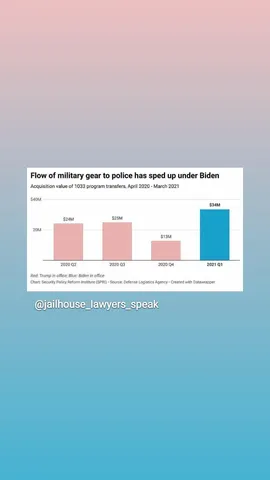 Flow of military gear to police has sped up under Biden
Acquisition value of 1033 program transfers, April 2020 - March 2021
$40M
$34M
$24M
$25M
20M
$13M
2020 Q2 2020 Q3 2020 Q4 2021 Q1
Red: Trump in office; Blue: Biden in office
Chart: Security Policy Reform Institute (SPRI) • Source: Defense Logistics Agency • Created with Datawrapper
@jailhouse_lawyers_speak